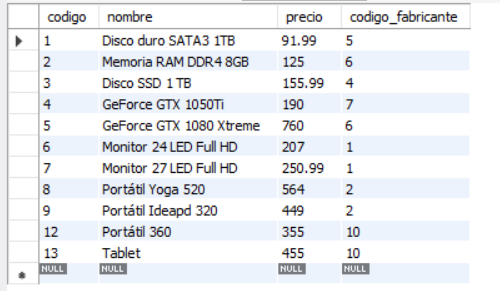 codigo nombre precio codigo_fabricante
1 Disco duro SATA3 1TB 91.99 5
2 Memoria RAM DDR4 8GB 125 6
3 Disco SSD 1 TB 155.99 4
4 GeForce GTX 1050Ti 190 7
5 GeForce GTX 1080 Xtreme 760 6
6 Monitor 24 LED Full HD 207 1
7 Monitor 27 LED Full HD 250.99 1
8 Portátil Yoga 520 564 2
9 Portátil Ideapd 320 449 2
12 Portátil 360 355 10
13 Tablet 455 10
NULL NULL NULL NULL